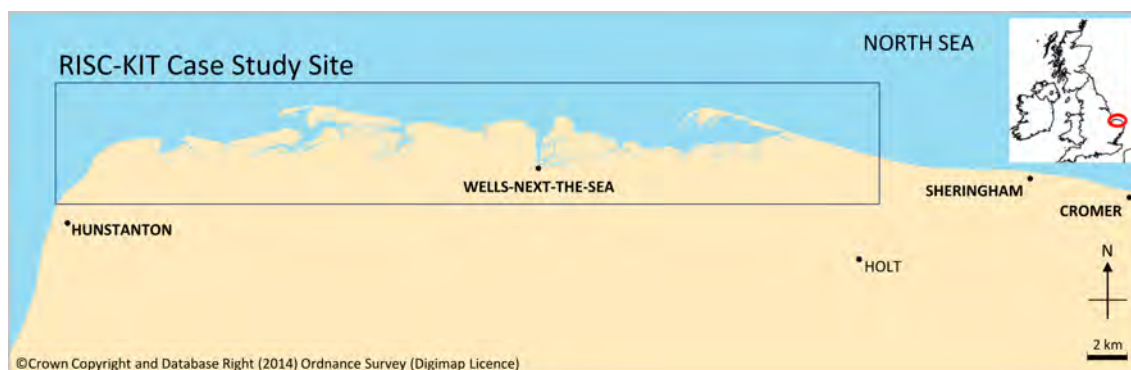 NORTH SEA
RISC-KIT Case Study Site
WELLS-NEXT-THE-SEA
SHERINGHAM
CROMER
HUNSTANTON
HOLT
N
2 km
©Crown Copyright and Database Right (2014) Ordnance Survey (Digimap Licence)